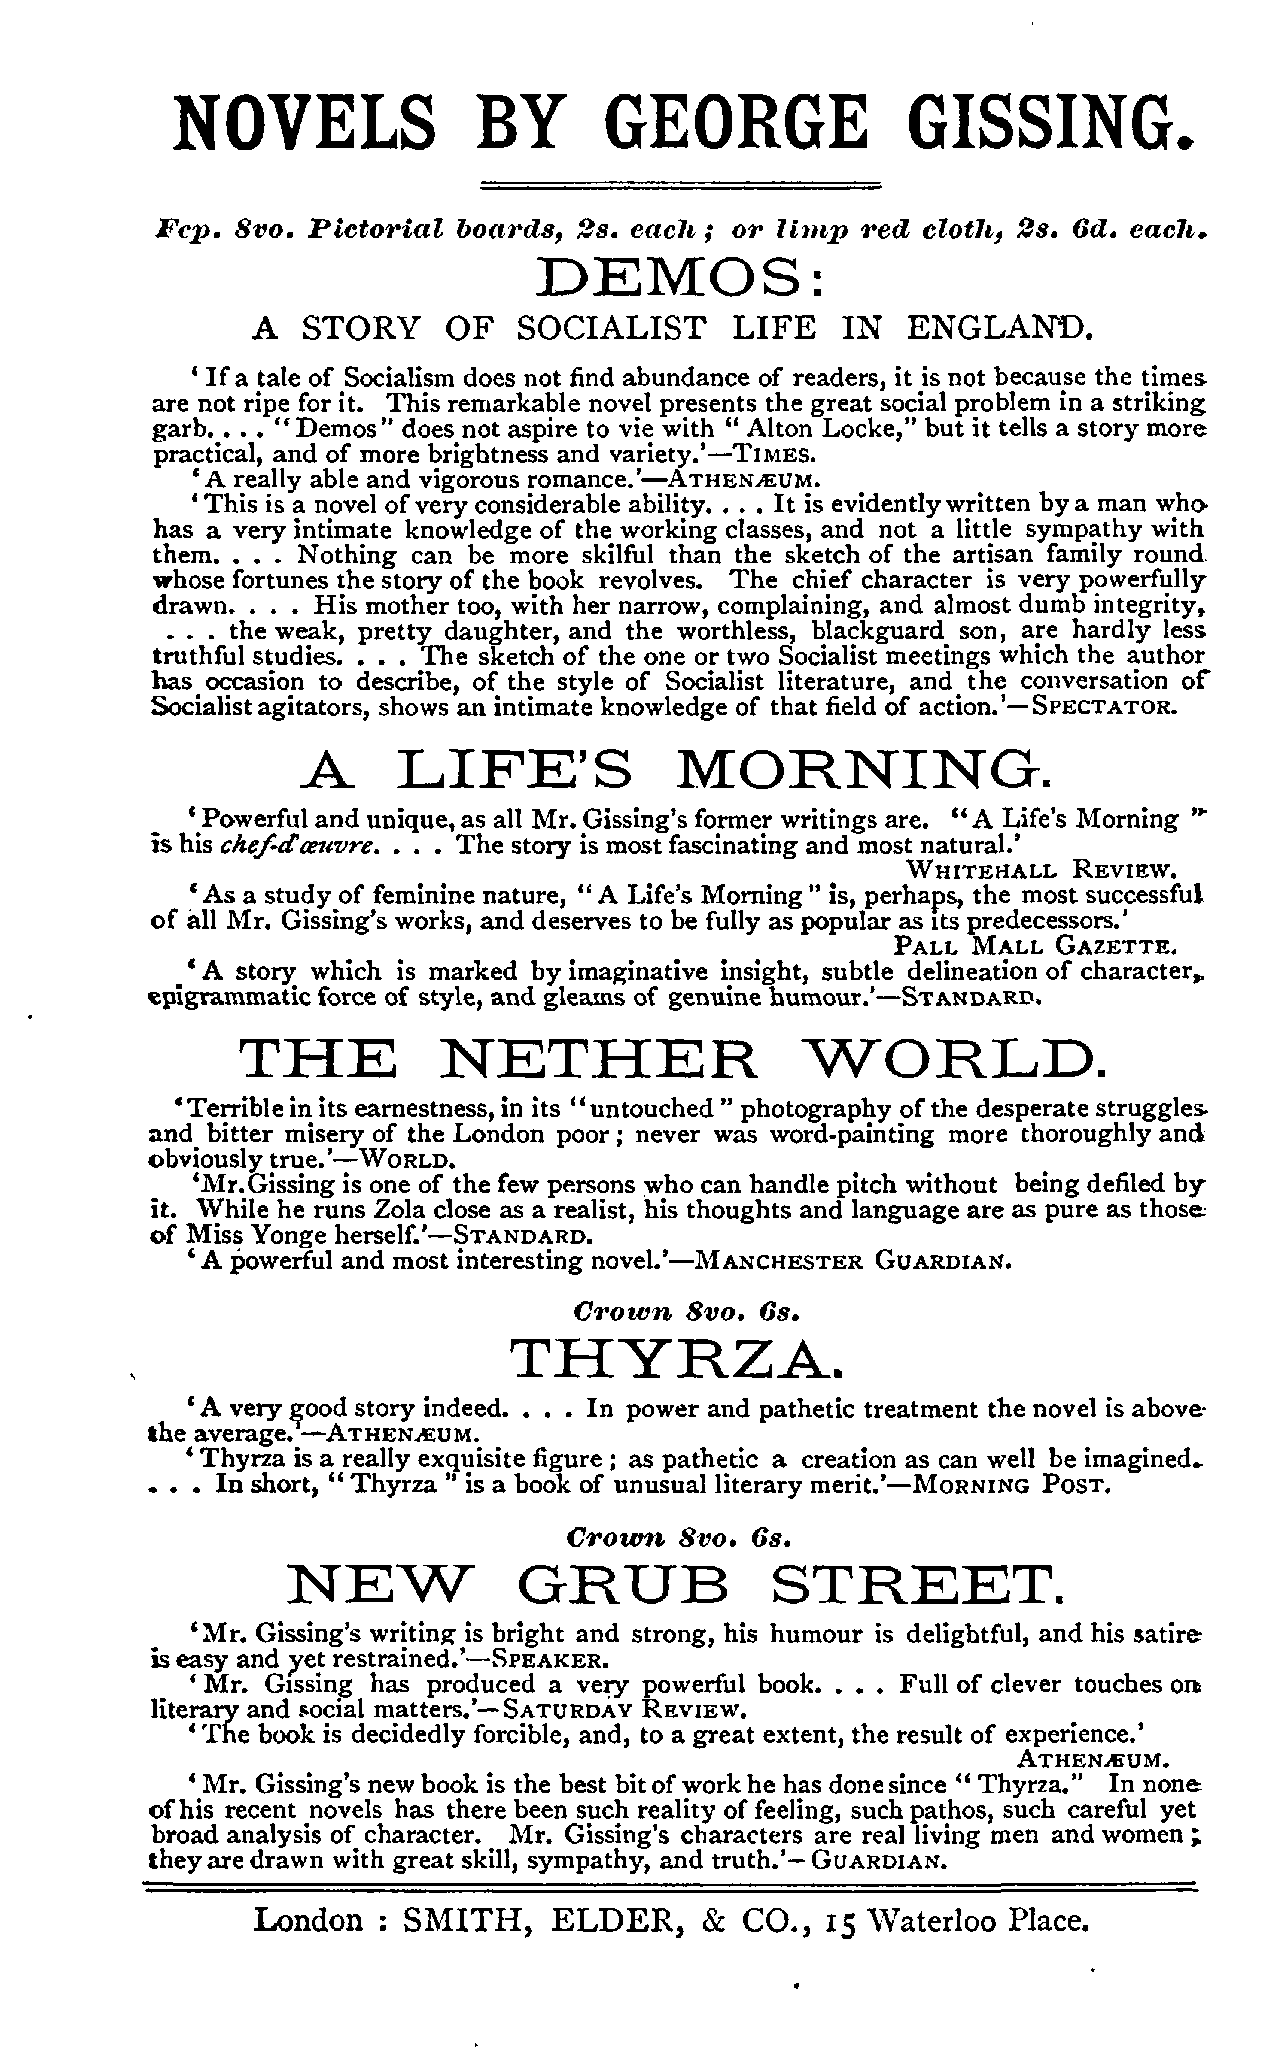 NOVELS BY GEORGE GISSING.
Fcp. 8vo. Pictorial boards, 2s. each; or limp red cloth, 2s. 6d. each.
DEMOS:
A STORY OF SOCIALIST LIFE IN ENGLAND.
‘If a tale of Socialism does not find abundance of readers, it is not because the times
are not ripe for it. This remarkable novel presents the great social problem in a striking
garb. . . . “Demos” does not aspire to vie with “Alton Locke,” but it tells a story more
practical, and of more brightness and variety.’—TIMES.
‘A really able and vigorous romance.’—ATHENÆUM.
‘This is a novel of very considerable ability. . . . It is evidently written by a man who
has a very intimate knowledge of the working classes, and not a little sympathy with
them. . . . Nothing can be more skilful than the sketch of the artisan family round
whose fortunes the story of the book revolves. The chief character is very powerfully
drawn. . . . His mother too, with her narrow, complaining, and almost dumb integrity,
. . . the weak, pretty daughter, and the worthless, blackguard son, are hardly less
truthful studies. . . . The sketch of the one or two Socialist meetings which the author
has occasion to describe, of the style of Socialist literature, and the conversation of
Socialist agitators, shows an intimate knowledge of that field of action.’—SPECTATOR.
A LIFE’S MORNING.
‘Powerful and unique, as all Mr. Gissing’s former writings are. “A Life’s Morning”
is his chef-d’œuvre. . . . The story is most fascinating and most natural.’
WHITEHALL REVIEW.
‘As a study of feminine nature, “A Life’s Morning” is, perhaps, the most successful
of all Mr. Gissing’s works, and deserves to be fully as popular as its predecessors.’
PALL MALL GAZETTE.
‘A story which is marked by imaginative insight, subtle delineation of character,
epigrammatic force of style, and gleams of genuine humour.’—STANDARD.
THE NETHER WORLD.
‘Terrible in its earnestness, in its “untouched” photography of the desperate struggles
and bitter misery of the London poor; never was word-painting more thoroughly and
obviously true.’—WORLD.
‘Mr. Gissing is one of the few persons who can handle pitch without being defiled by
it. While he runs Zola close as a realist, his thoughts and language are as pure as those
of Miss Yonge herself.’—STANDARD.
‘A powerful and most interesting novel.’—MANCHESTER GUARDIAN.
Crown 8vo. 6s.
THYRZA.
‘A very good story indeed. . . . In power and pathetic treatment the novel is above
the average.’—ATHENÆUM.
‘Thyrza is a really exquisite figure; as pathetic a creation as can well be imagined.
. . . In short, “Thyrza” is a book of unusual literary merit.’—MORNING POST.
Crown 8vo. 6s.
NEW GRUB STREET.
‘Mr. Gissing’s writing is bright and strong, his humour is delightful, and his satire
is easy and yet restrained.’—SPEAKER.
‘Mr. Gissing has produced a very powerful book. . . . Full of clever touches on
literary and social matters.’—SATURDAY REVIEW.
‘The book is decidedly forcible, and, to a great extent, the result of experience.’
ATHENÆUM.
‘Mr. Gissing’s new book is the best bit of work he has done since “Thyrza.” In none
of his recent novels has there been such reality of feeling, such pathos, such careful yet
broad analysis of character. Mr. Gissing’s characters are real living men and women;
they are drawn with great skill, sympathy, and truth.’—GUARDIAN.
London : SMITH, ELDER, & CO., 15 Waterloo Place.